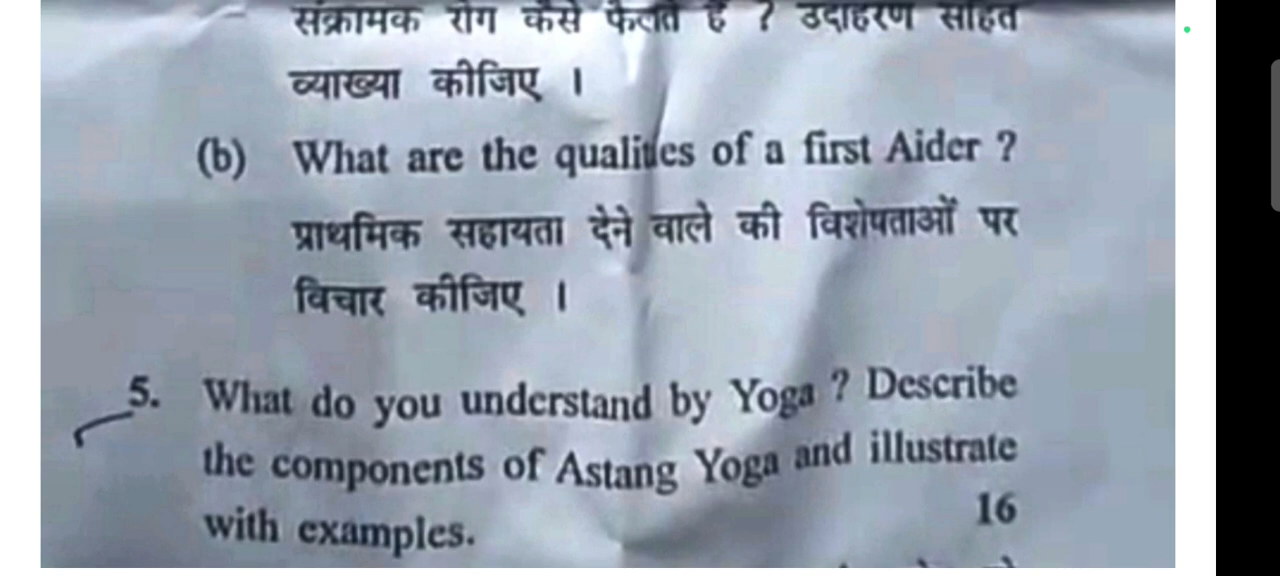 संक्रामक रोग कैसे फैलते हैं ? उदाहरण सहित
व्याख्या कीजिए ।
(b) What are the qualities of a first Aider ?
प्राथमिक सहायता देने वाले की विशेषताओं पर
विचार कीजिए ।
5. What do you understand by Yoga ? Describe
the components of Astang Yoga and illustrate
with examples. 16